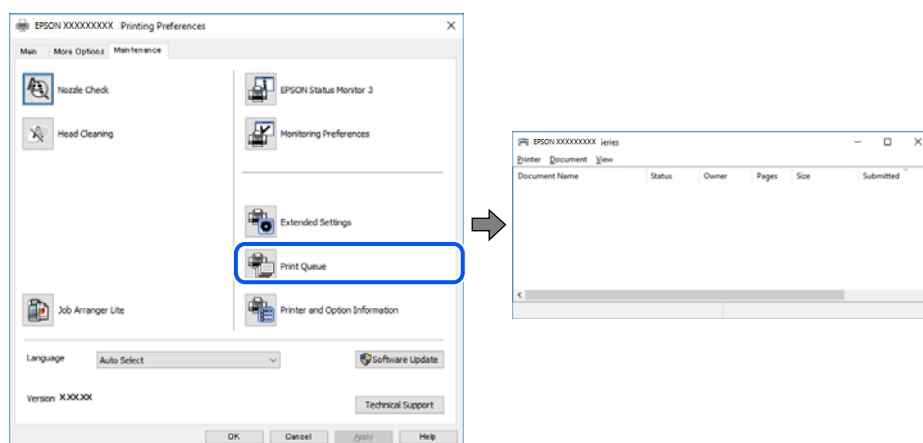 EPSON XXXXXXXXX Printing Preferences
Main More Options Maintenance
Nozzle Check
EPSON Status Monitor 3
Head Cleaning
Monitoring Preferences
Extended Settings
Print Queue
Job Arranger Lite
Printer and Option Information
Language Auto Select
Software Update
Version X.XX.XX
Technical Support
OK Cancel Apply Help
EPSON XXXXXXXXX
Printer Document View
Document Name Status Owner Pages Size Submitted